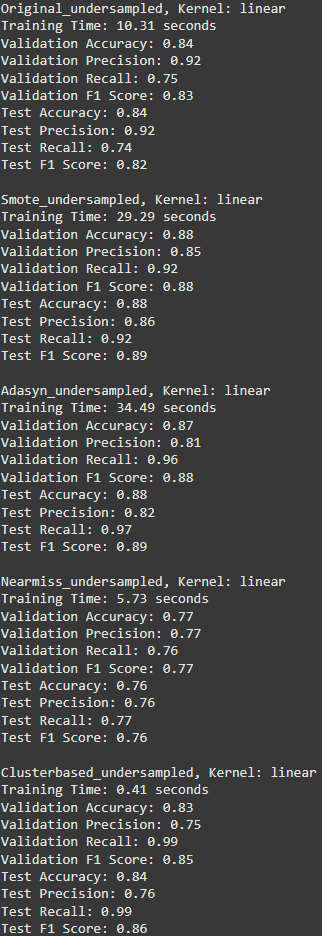 Original_undersampled, Kernel: linear
Training Time: 10.31 seconds
Validation Accuracy: 0.84
Validation Precision: 0.92
Validation Recall: 0.75
Validation F1 Score: 0.83
Test Accuracy: 0.84
Test Precision: 0.92
Test Recall: 0.74
Test F1 Score: 0.82
Smote_undersampled, Kernel: linear
Training Time: 29.29 seconds
Validation Accuracy: 0.88
Validation Precision: 0.85
Validation Recall: 0.92
Validation F1 Score: 0.88
Test Accuracy: 0.88
Test Precision: 0.86
Test Recall: 0.92
Test F1 Score: 0.89
Adasyn_undersampled, Kernel: linear
Training Time: 34.49 seconds
Validation Accuracy: 0.87
Validation Precision: 0.81
Validation Recall: 0.96
Validation F1 Score: 0.88
Test Accuracy: 0.88
Test Precision: 0.82
Test Recall: 0.97
Test F1 Score: 0.89
Nearmiss_undersampled, Kernel: linear
Training Time: 5.73 seconds
Validation Accuracy: 0.77
Validation Precision: 0.77
Validation Recall: 0.76
Validation F1 Score: 0.77
Test Accuracy: 0.76
Test Precision: 0.76
Test Recall: 0.77
Test F1 Score: 0.76
Clusterbased_undersampled, Kernel: linear
Training Time: 0.41 seconds
Validation Accuracy: 0.83
Validation Precision: 0.75
Validation Recall: 0.99
Validation F1 Score: 0.85
Test Accuracy: 0.84
Test Precision: 0.76
Test Recall: 0.99
Test F1 Score: 0.86